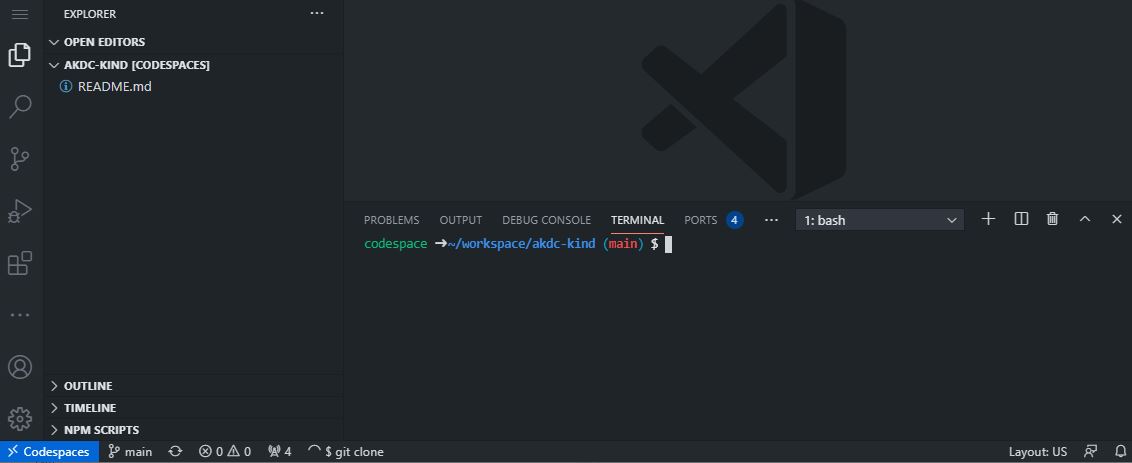 EXPLORER
OPEN EDITORS
AKDC-KIND [CODESPACES]
README.md
OUTLINE
TIMELINE
NPM SCRIPTS
PROBLEMS OUTPUT DEBUG CONSOLE TERMINAL PORTS 4 ... 1: bash
codespace ➜ ~/workspace/akdc-kind (main) $
Codespaces main 0 0 4 $ git clone Layout: US